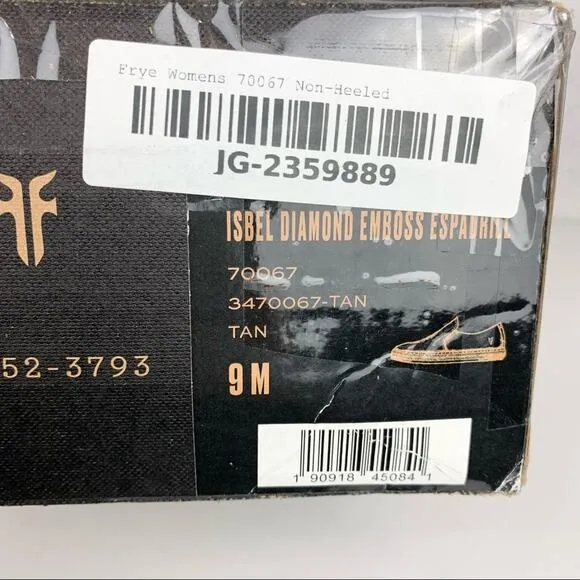 Frye Womens 70067 Non-Heeled
JG-2359889
ISBEL DIAMOND EMBOSS
70067
3470067-TAN
TAN
52-3793
9 M
1 90918 45084 1